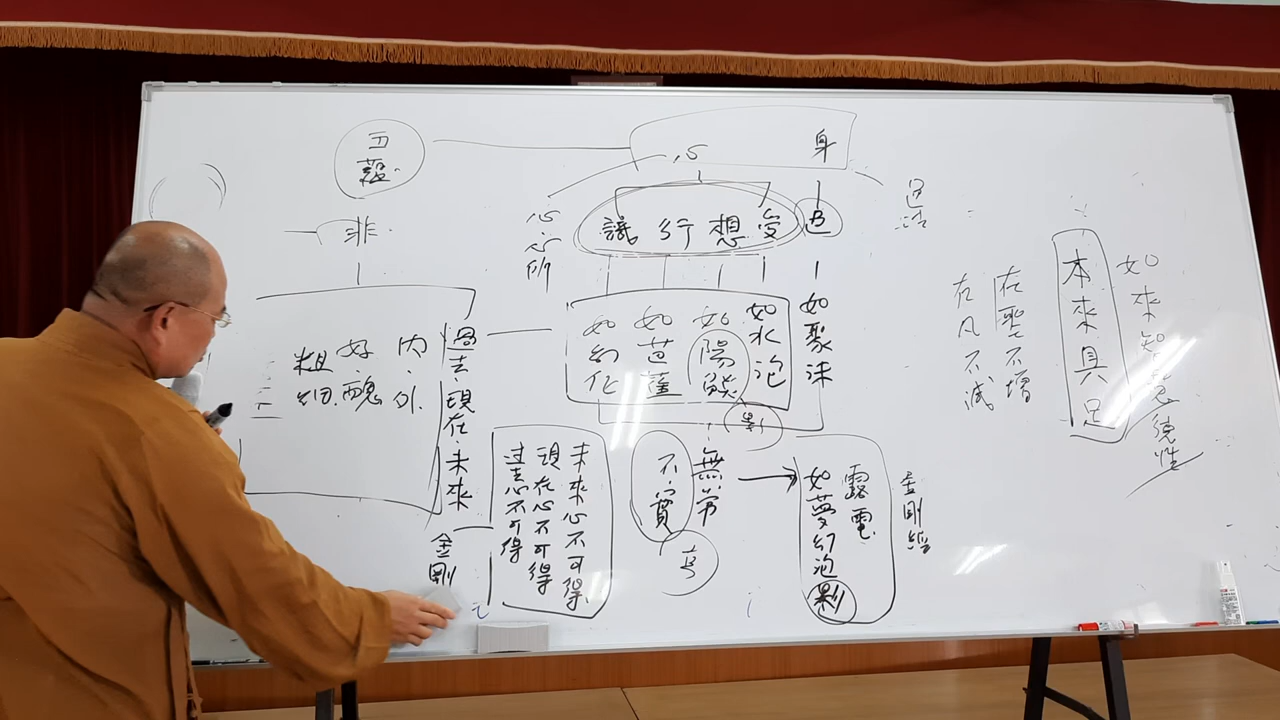 如來智慧德性
本來具足
在聖不增
在凡不減
身
心
五蘊
色
受
想
行
識
心
心所
非
如聚沫
如水泡
如陽燄
如芭蕉
如幻化
影
過去.現在.未來
內.外
好.醜
粗.細
金剛經
露電
如夢幻泡影
無常
不實
未來心不可得
現在心不可得
过去心不可得
金剛